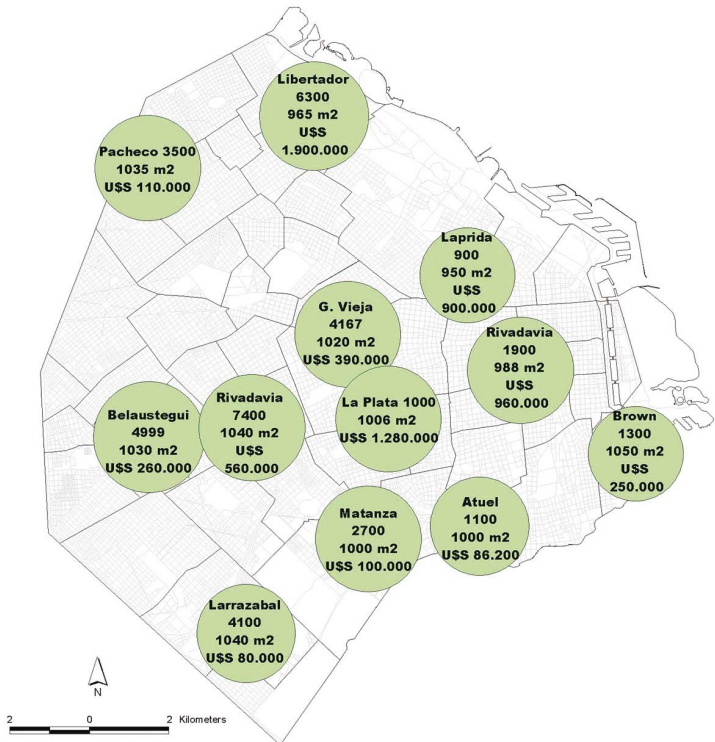 Libertador
6300
965 m2
U$S
1.900.000
Pacheco 3500
1035 m2
U$S 110.000
Laprida
900
950 m2
U$S
900.000
G. Vieja
4167
1020 m2
U$S 390.000
Rivadavia
1900
988 m2
U$S
960.000
La Plata 1000
1006 m2
U$S 1.280.000
Rivadavia
7400
1040 m2
U$S
560.000
Belaustegui
4999
1030 m2
U$S 260.000
Brown
1300
1050 m2
U$S
250.000
Matanza
2700
1000 m2
U$S 100.000
Atuel
1100
1000 m2
U$S 86.200
Larrazabal
4100
1040 m2
U$S 80.000
N
2 0 2 Kilometers